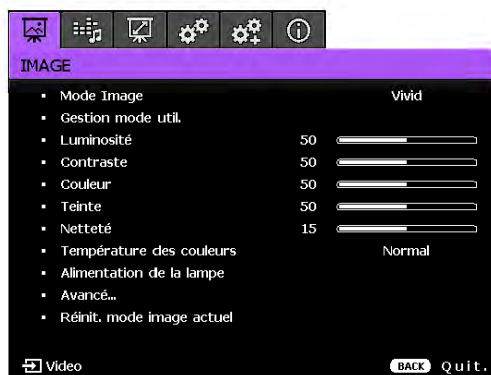 IMAGE
Mode Image Vivid
Gestion mode util.
Luminosité 50
Contraste 50
Couleur 50
Teinte 50
Netteté 15
Température des couleurs Normal
Alimentation de la lampe
Avancé...
Réinit. mode image actuel
Video BACK Quit.